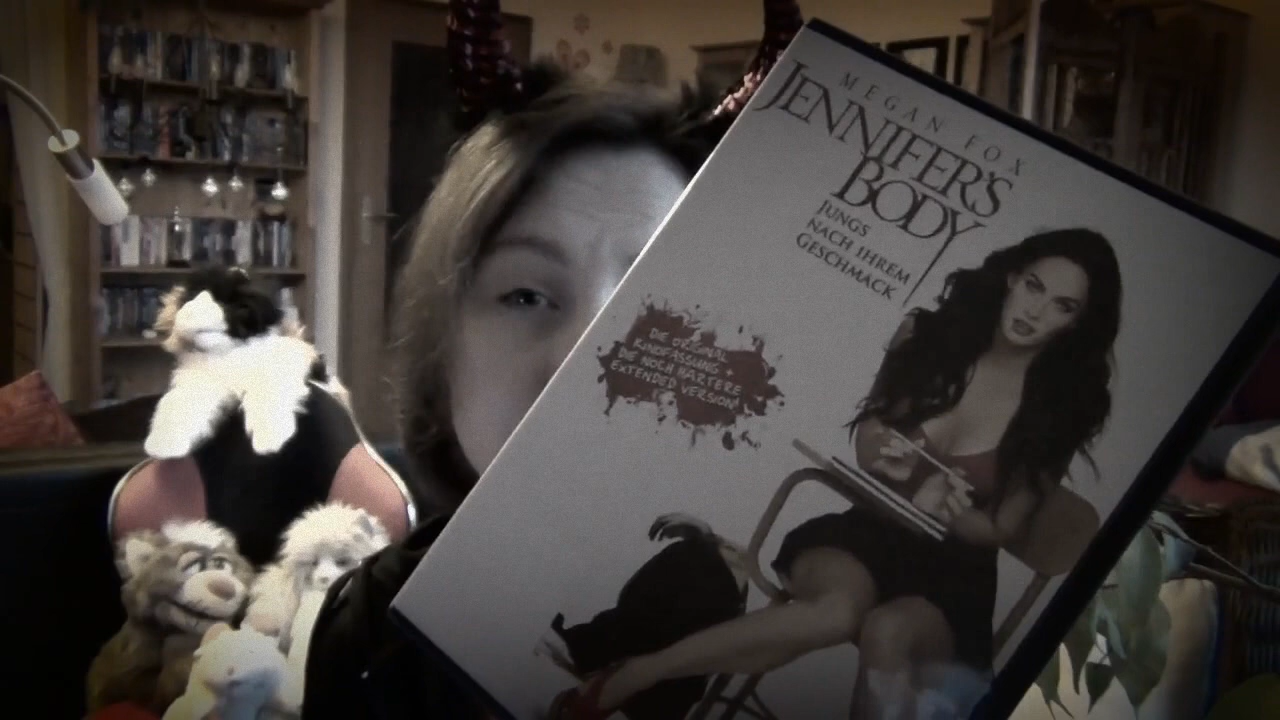 MEGAN FOX
JENNIFER'S
BODY
JUNGS
NACH IHREM
GESCHMACK
DIE ORIGINAL
KINOFASSUNG +
DIE NOCH HÄRTERE
EXTENDED VERSION!